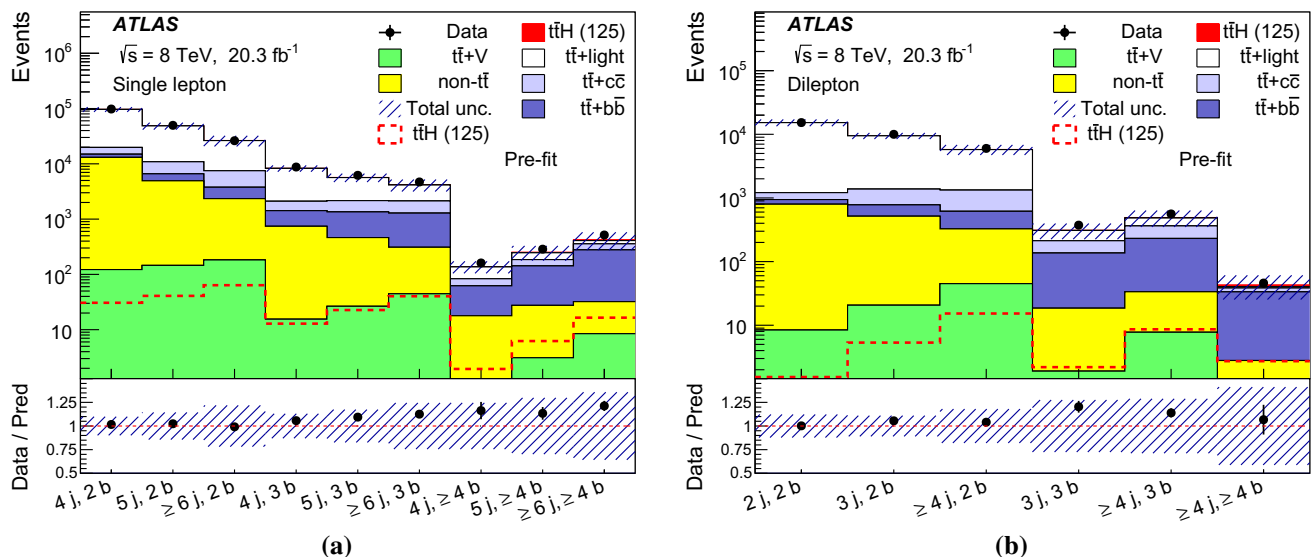 Events
10⁶
10⁵
10⁴
10³
10²
10
ATLAS
√s = 8 TeV, 20.3 fb⁻¹
Single lepton
Data
tt̄H (125)
tt̄+V
tt̄+light
non-tt̄
tt̄+cc̄
Total unc.
tt̄+bb̄
tt̄H (125)
Pre-fit
Data / Pred
1.25
1
0.75
0.5
4 j, 2 b
5 j, 2 b
≥ 6 j, 2 b
4 j, 3 b
5 j, 3 b
≥ 6 j, 3 b
4 j, ≥ 4 b
5 j, ≥ 4 b
≥ 6 j, ≥ 4 b
(a)
Events
10⁵
10⁴
10³
10²
10
ATLAS
√s = 8 TeV, 20.3 fb⁻¹
Dilepton
Data
tt̄H (125)
tt̄+V
tt̄+light
non-tt̄
tt̄+cc̄
Total unc.
tt̄+bb̄
tt̄H (125)
Pre-fit
Data / Pred
1.25
1
0.75
0.5
2 j, 2 b
3 j, 2 b
≥ 4 j, 2 b
3 j, 3 b
≥ 4 j, 3 b
≥ 4 j, ≥ 4 b
(b)